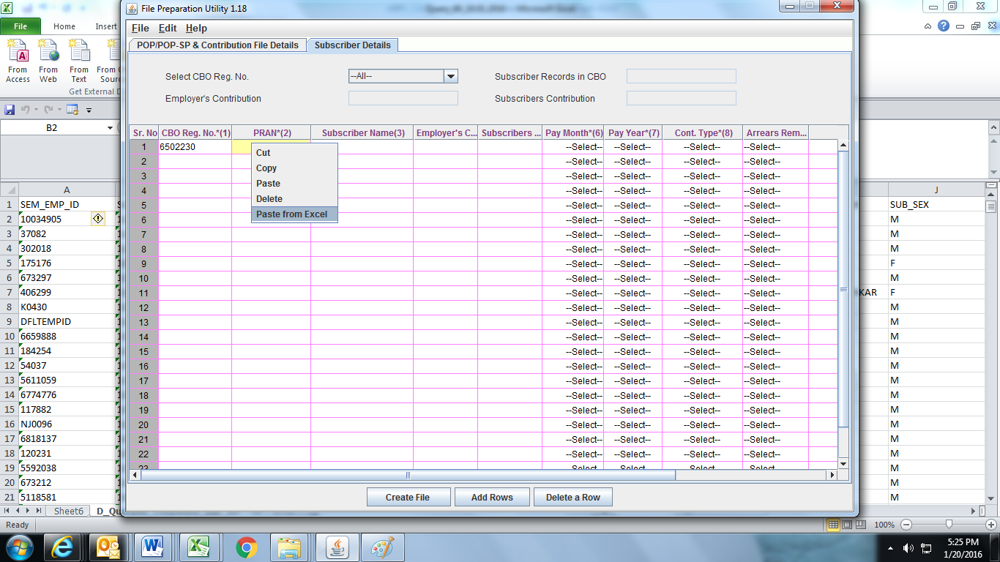 File Preparation Utility 1.18
File Edit Help
POP/POP-SP & Contribution File Details Subscriber Details
Select CBO Reg. No. --All-- Subscriber Records in CBO
Employer's Contribution Subscribers Contribution
Sr. No CBO Reg. No.*(1) PRAN*(2) Subscriber Name(3) Employer's C... Subscribers ... Pay Month*(6) Pay Year*(7) Cont. Type*(8) Arrears Rem...
1 6502230 --Select-- --Select-- --Select-- --Select--
2 --Select-- --Select-- --Select-- --Select--
3 --Select-- --Select-- --Select-- --Select--
4 --Select-- --Select-- --Select-- --Select--
5 --Select-- --Select-- --Select-- --Select--
6 --Select-- --Select-- --Select-- --Select--
7 --Select-- --Select-- --Select-- --Select--
8 --Select-- --Select-- --Select-- --Select--
9 --Select-- --Select-- --Select-- --Select--
10 --Select-- --Select-- --Select-- --Select--
11 --Select-- --Select-- --Select-- --Select--
12 --Select-- --Select-- --Select-- --Select--
13 --Select-- --Select-- --Select-- --Select--
14 --Select-- --Select-- --Select-- --Select--
15 --Select-- --Select-- --Select-- --Select--
16 --Select-- --Select-- --Select-- --Select--
17 --Select-- --Select-- --Select-- --Select--
18 --Select-- --Select-- --Select-- --Select--
19 --Select-- --Select-- --Select-- --Select--
20 --Select-- --Select-- --Select-- --Select--
21 --Select-- --Select-- --Select-- --Select--
22 --Select-- --Select-- --Select-- --Select--
23 --Select-- --Select-- --Select-- --Select--
Cut
Copy
Paste
Delete
Paste from Excel
Create File Add Rows Delete a Row
File Home Insert
From Access
From Web
From Text
Get External D
B2
A J
1 SEM_EMP_ID SUB_SEX
2 10034905 M
3 37082 M
4 302018 M
5 175176 F
6 673297 M
7 406299 KAR F
8 K0430 M
9 DFLTEMPID M
10 6659888 M
11 184254 M
12 54037 M
13 5611059 M
14 6774776 M
15 117882 M
16 NJ0096 M
17 6818137 M
18 120231 M
19 5592038 M
20 673212 M
21 5118581 M
Sheet6
Ready 100%
5:25 PM
1/20/2016